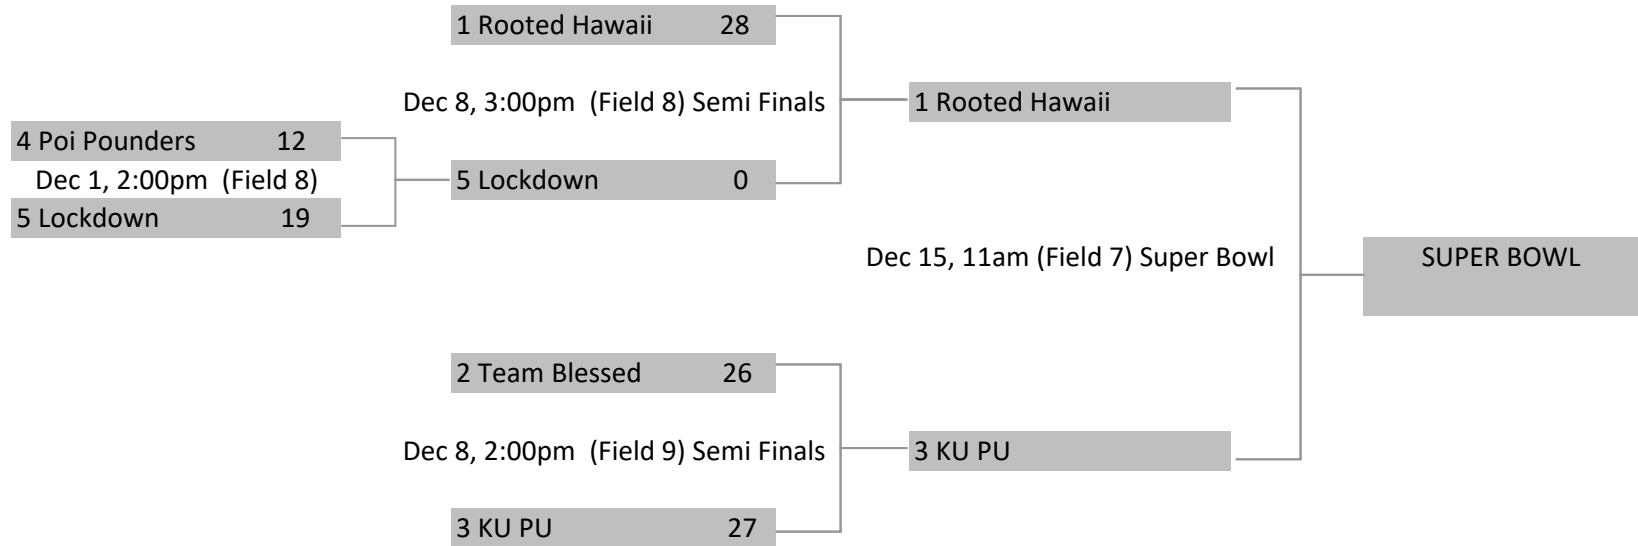 1 Rooted Hawaii 28
Dec 8, 3:00pm (Field 8) Semi Finals
1 Rooted Hawaii
4 Poi Pounders 12
Dec 1, 2:00pm (Field 8)
5 Lockdown 0
5 Lockdown 19
Dec 15, 11am (Field 7) Super Bowl
SUPER BOWL
2 Team Blessed 26
Dec 8, 2:00pm (Field 9) Semi Finals
3 KU PU
3 KU PU 27